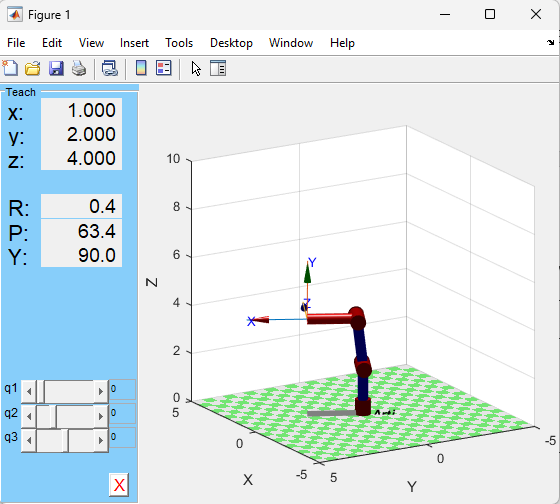 Figure 1
File Edit View Insert Tools Desktop Window Help
Teach
x: 1.000
y: 2.000
z: 4.000
R: 0.4
P: 63.4
Y: 90.0
q1 0
q2 0
q3 0
X
10
8
6
4
2
0
Z
5
0
-5
X
5
0
-5
Y
Y
Z
X